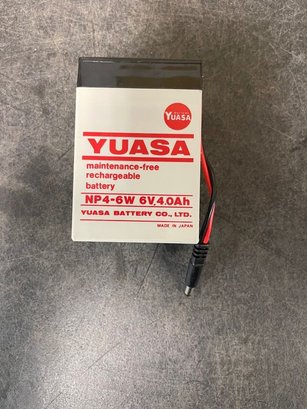 YUASA
YUASA
maintenance-free
rechargeable
battery
NP4-6W 6V,4.0Ah
YUASA BATTERY CO., LTD.
MADE IN JAPAN